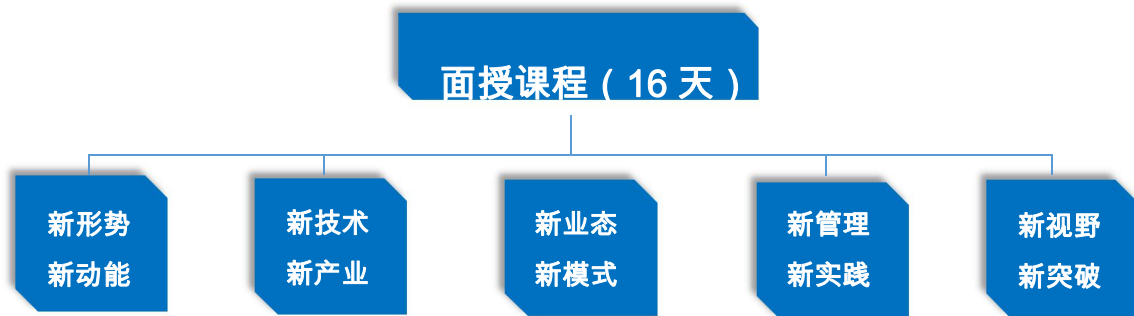 面授课程（16 天）
新形势
新动能
新技术
新产业
新业态
新模式
新管理
新实践
新视野
新突破